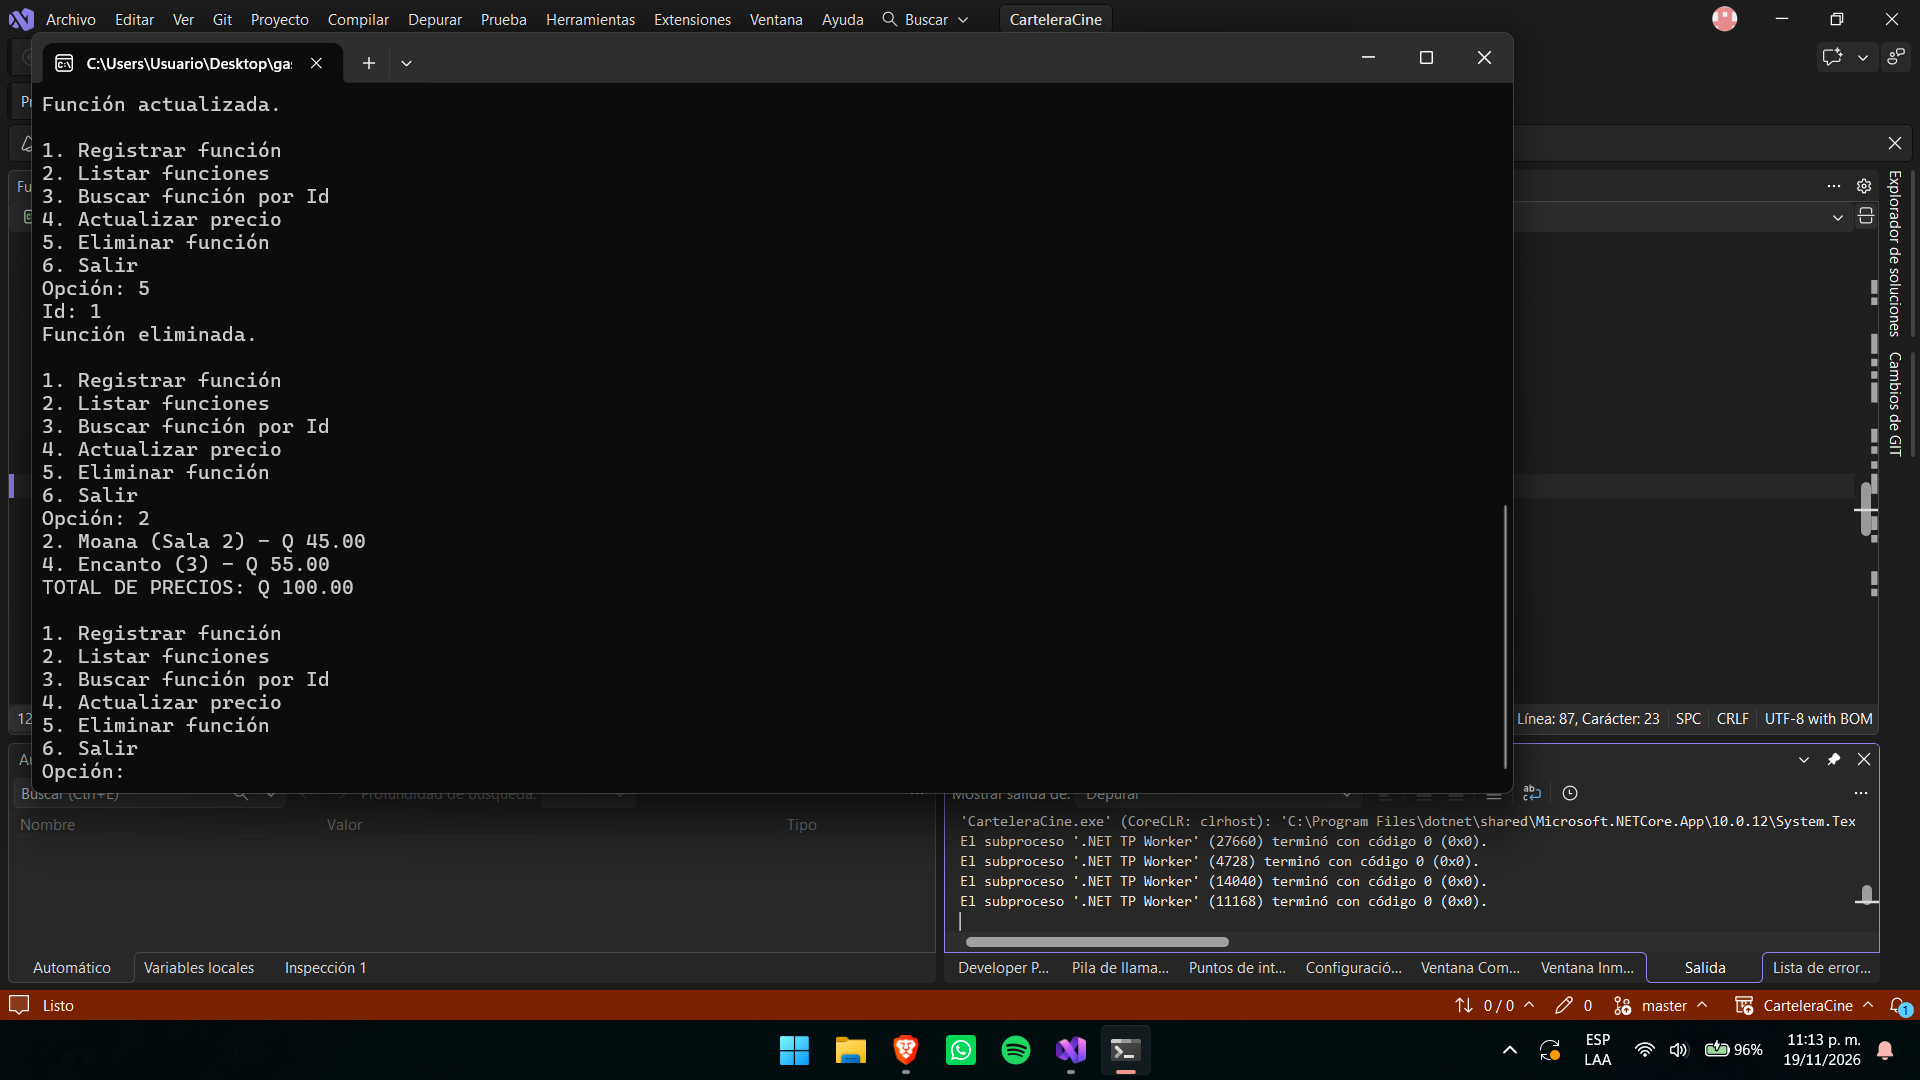 Archivo Editar Ver Git Proyecto Compilar Depurar Prueba Herramientas Extensiones Ventana Ayuda Buscar CarteleraCine
C:\Users\Usuario\Desktop\ga
Función actualizada.
1. Registrar función
2. Listar funciones
3. Buscar función por Id
4. Actualizar precio
5. Eliminar función
6. Salir
Opción: 5
Id: 1
Función eliminada.
1. Registrar función
2. Listar funciones
3. Buscar función por Id
4. Actualizar precio
5. Eliminar función
6. Salir
Opción: 2
2. Moana (Sala 2) - Q 45.00
4. Encanto (3) - Q 55.00
TOTAL DE PRECIOS: Q 100.00
1. Registrar función
2. Listar funciones
3. Buscar función por Id
4. Actualizar precio
5. Eliminar función
6. Salir
Opción:
Explorador de soluciones
Cambios de GIT
Línea: 87, Carácter: 23 SPC CRLF UTF-8 with BOM
Buscar (Ctrl+E) Profundidad de búsqueda:
Nombre Valor Tipo
Automático Variables locales Inspección 1
Mostrar salida de: Depurar
'CarteleraCine.exe' (CoreCLR: clrhost): 'C:\Program Files\dotnet\shared\Microsoft.NETCore.App\10.0.12\System.Tex
El subproceso '.NET TP Worker' (27660) terminó con código 0 (0x0).
El subproceso '.NET TP Worker' (4728) terminó con código 0 (0x0).
El subproceso '.NET TP Worker' (14040) terminó con código 0 (0x0).
El subproceso '.NET TP Worker' (11168) terminó con código 0 (0x0).
Developer P... Pila de llama... Puntos de int... Configuració... Ventana Com... Ventana Inm... Salida Lista de error...
Listo 0 / 0 0 master CarteleraCine 1
96%
ESP
LAA
11:13 p. m.
19/11/2026